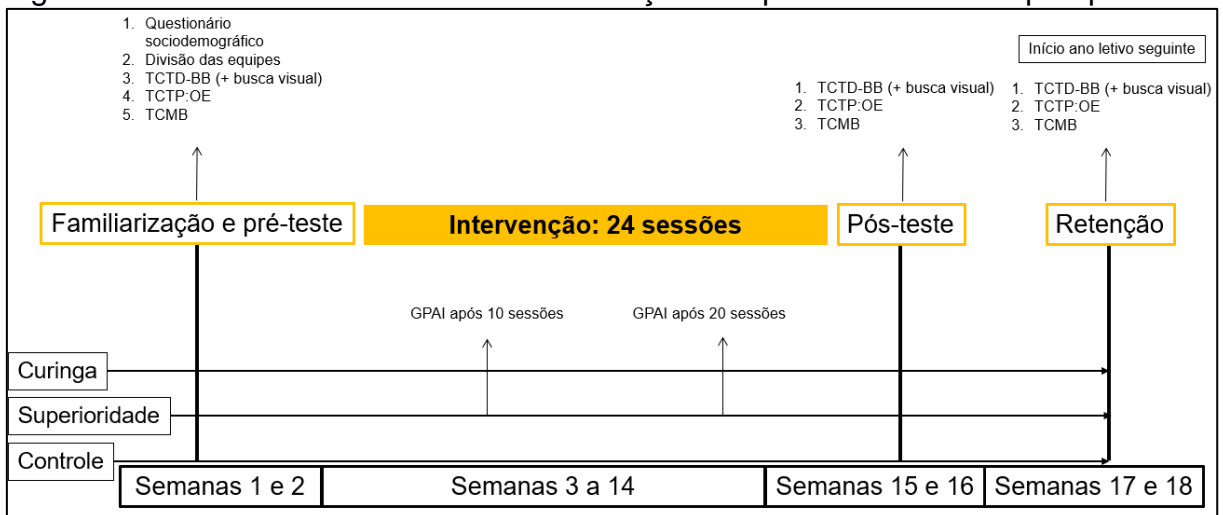 1. Questionário
sociodemográfico
2. Divisão das equipes
3. TCTD-BB (+ busca visual)
4. TCTP:OE
5. TCMB
Início ano letivo seguinte
1. TCTD-BB (+ busca visual)
2. TCTP:OE
3. TCMB
1. TCTD-BB (+ busca visual)
2. TCTP:OE
3. TCMB
Familiarização e pré-teste
Intervenção: 24 sessões
Pós-teste
Retenção
GPAI após 10 sessões
GPAI após 20 sessões
Curinga
Superioridade
Controle
Semanas 1 e 2
Semanas 3 a 14
Semanas 15 e 16
Semanas 17 e 18